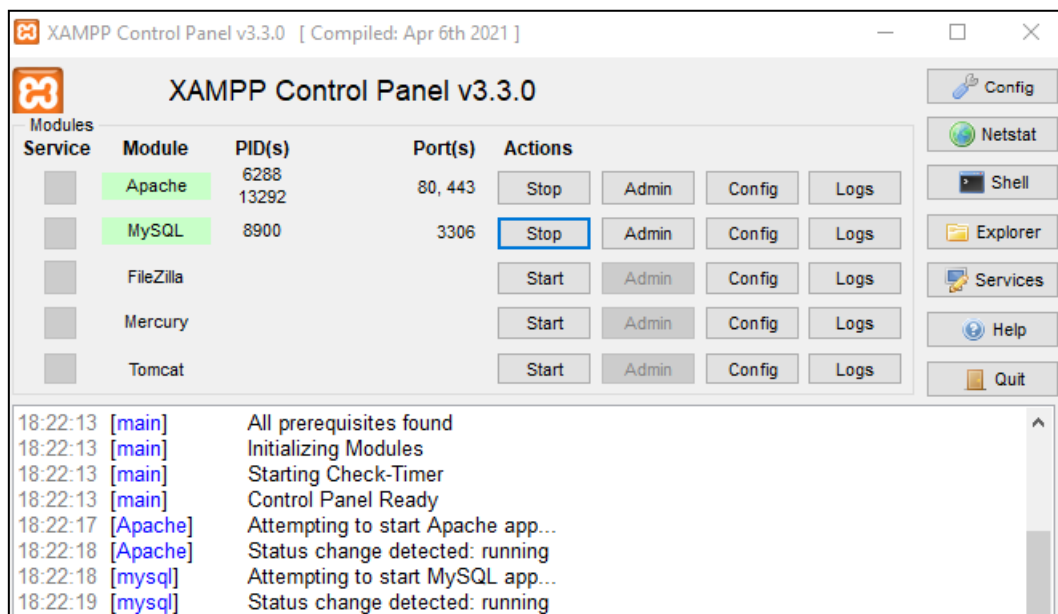 XAMPP Control Panel v3.3.0 [ Compiled: Apr 6th 2021 ]
XAMPP Control Panel v3.3.0
Config
Modules
Service Module PID(s) Port(s) Actions
Netstat
Apache 6288 13292 80, 443 Stop Admin Config Logs
Shell
MySQL 8900 3306 Stop Admin Config Logs
Explorer
FileZilla Start Admin Config Logs
Services
Mercury Start Admin Config Logs
Help
Tomcat Start Admin Config Logs
Quit
18:22:13 [main] All prerequisites found
18:22:13 [main] Initializing Modules
18:22:13 [main] Starting Check-Timer
18:22:13 [main] Control Panel Ready
18:22:17 [Apache] Attempting to start Apache app...
18:22:18 [Apache] Status change detected: running
18:22:18 [mysql] Attempting to start MySQL app...
18:22:19 [mysql] Status change detected: running